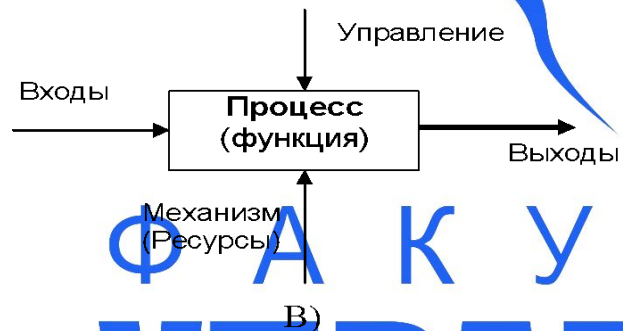 Управление
Входы
Процесс
(функция)
Выходы
Механизм
(Ресурсы)
Ф А К У
В)